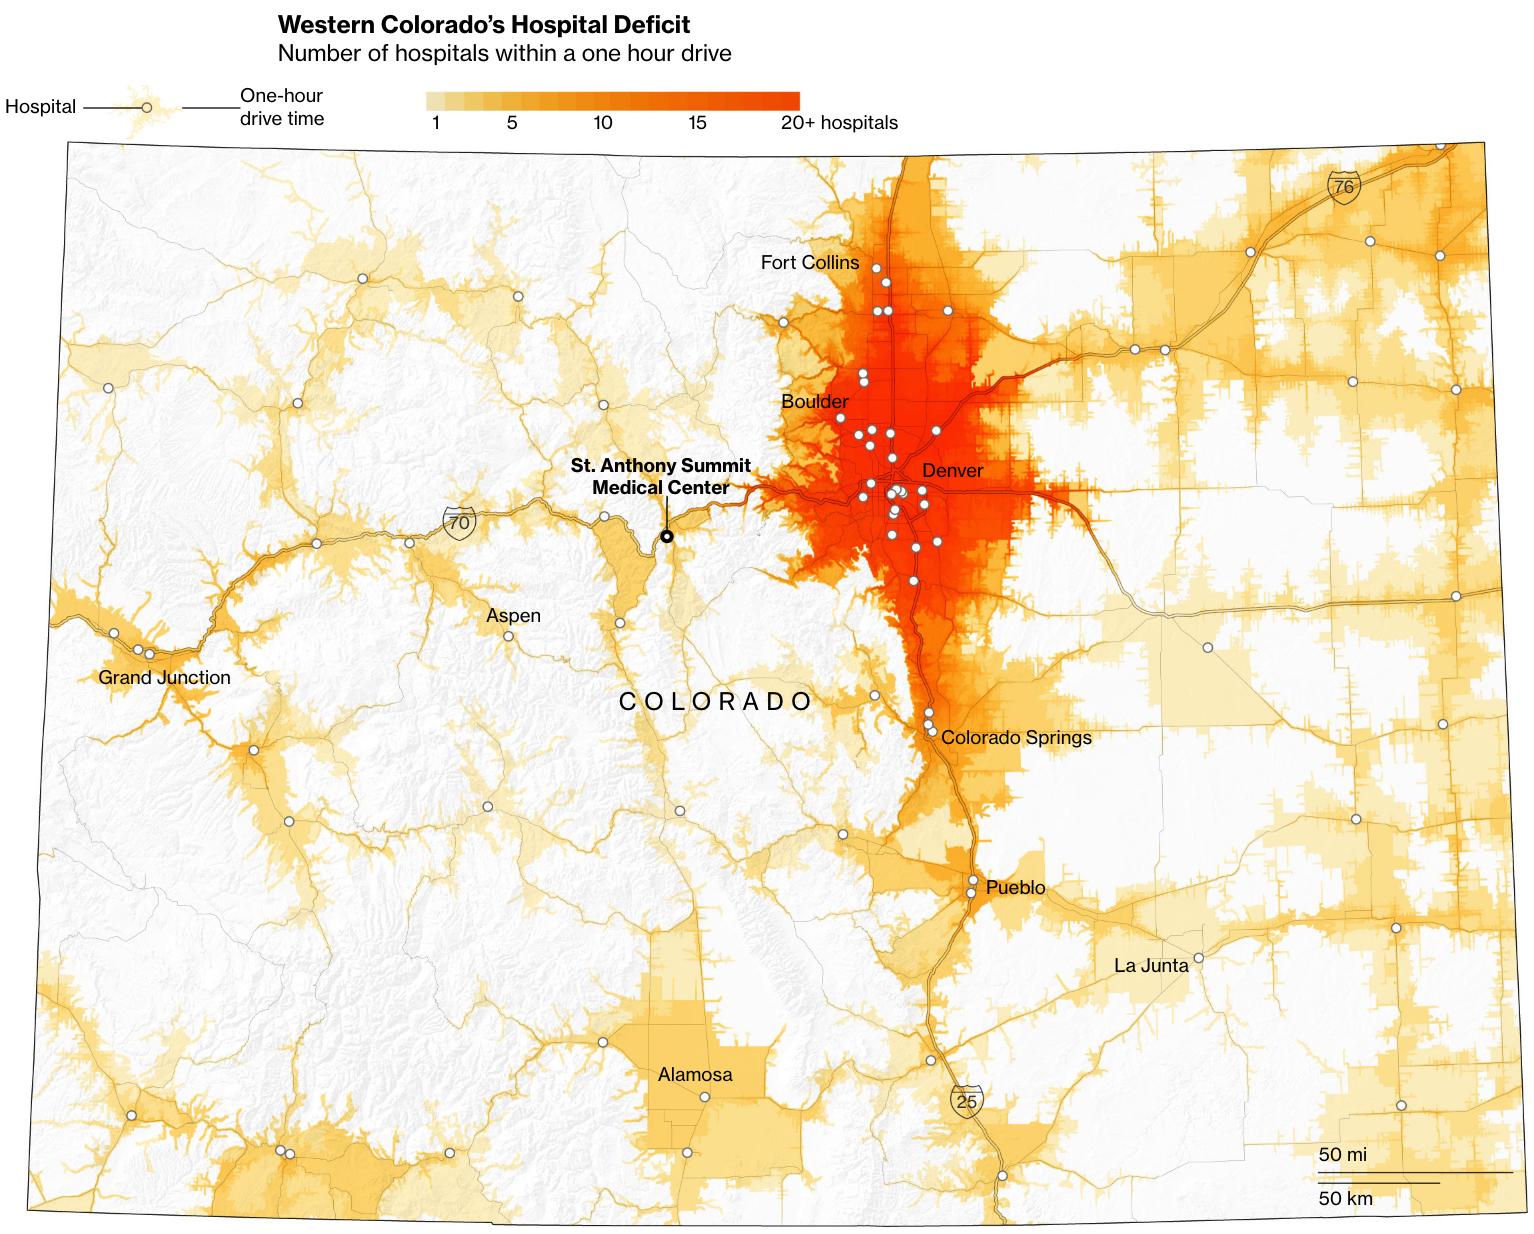 Western Colorado’s Hospital Deficit
Number of hospitals within a one hour drive
Hospital
One-hour
drive time
1
5
10
15
20+ hospitals
76
Fort Collins
Boulder
St. Anthony Summit
Medical Center
Denver
70
Aspen
Grand Junction
COLORADO
Colorado Springs
Pueblo
La Junta
Alamosa
25
50 mi
50 km